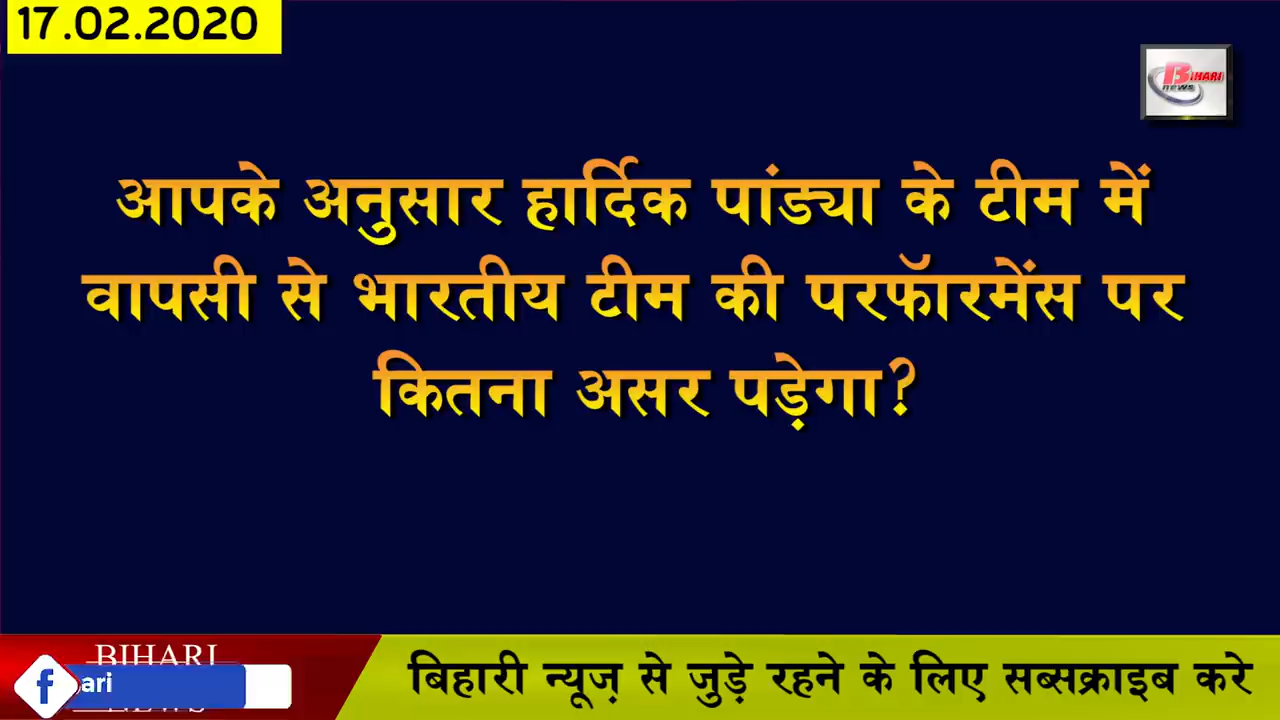 17.02.2020
BIHARI
NEWS
आपके अनुसार हार्दिक पांड्या के टीम में
वापसी से भारतीय टीम की परफॉरमेंस पर
कितना असर पड़ेगा?
BIHARI
ari
बिहारी न्यूज़ से जुड़े रहने के लिए सब्सक्राइब करे